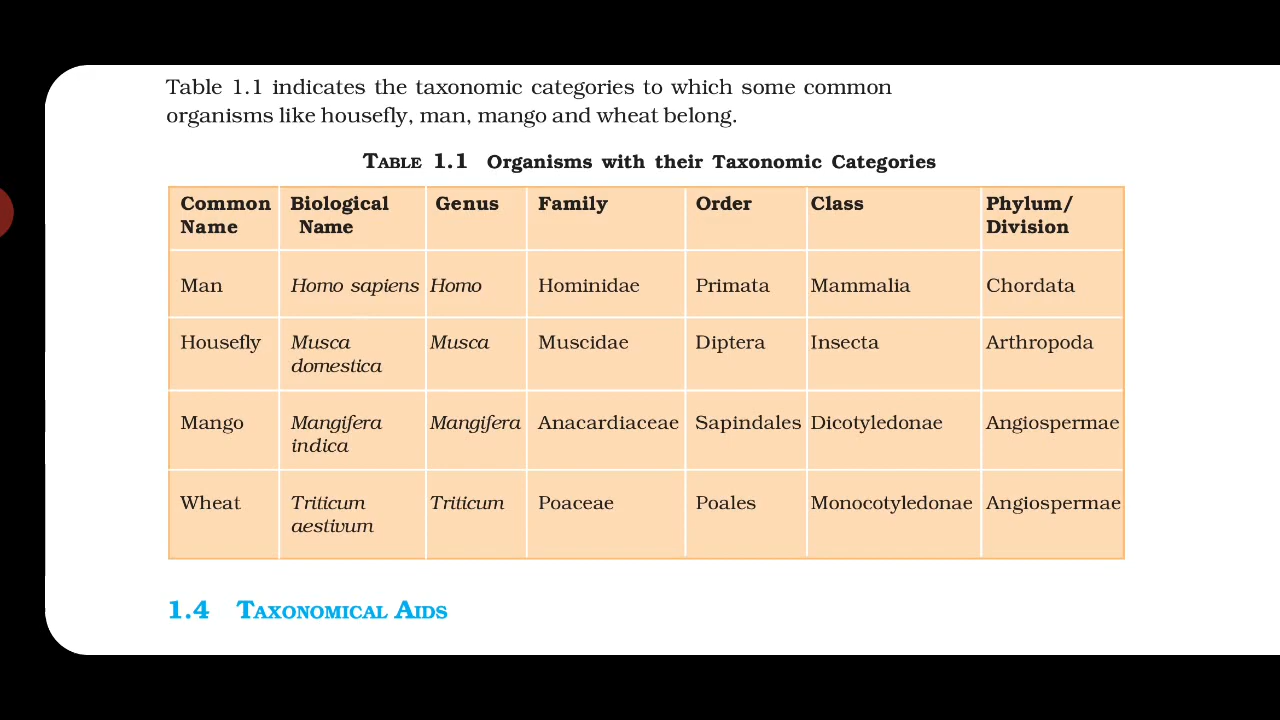 Table 1.1 indicates the taxonomic categories to which some common
organisms like housefly, man, mango and wheat belong.
TABLE 1.1 Organisms with their Taxonomic Categories
Common Name Biological Name Genus Family Order Class Phylum/ Division
Man Homo sapiens Homo Hominidae Primata Mammalia Chordata
Housefly Musca domestica Musca Muscidae Diptera Insecta Arthropoda
Mango Mangifera indica Mangifera Anacardiaceae Sapindales Dicotyledonae Angiospermae
Wheat Triticum aestivum Triticum Poaceae Poales Monocotyledonae Angiospermae
1.4 TAXONOMICAL AIDS